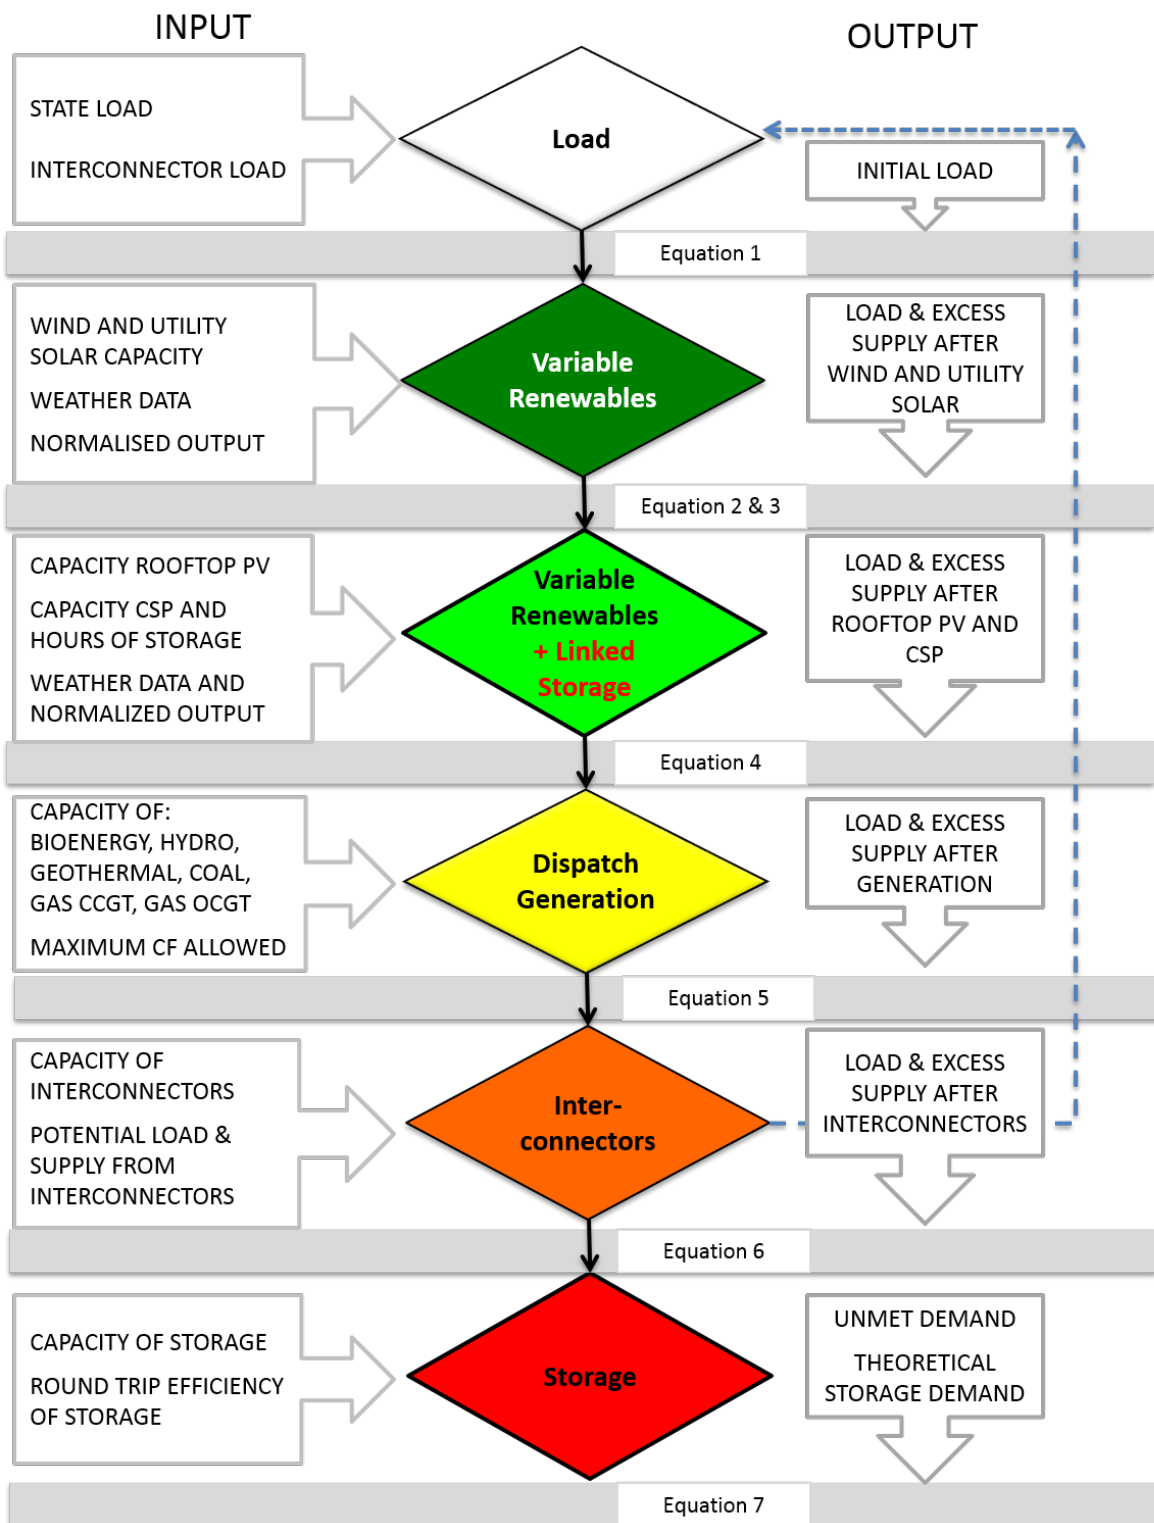 INPUT
OUTPUT
STATE LOAD
INTERCONNECTOR LOAD
Load
INITIAL LOAD
Equation 1
WIND AND UTILITY
SOLAR CAPACITY
WEATHER DATA
NORMALISED OUTPUT
Variable
Renewables
LOAD & EXCESS
SUPPLY AFTER
WIND AND UTILITY
SOLAR
Equation 2 & 3
CAPACITY ROOFTOP PV
CAPACITY CSP AND
HOURS OF STORAGE
WEATHER DATA AND
NORMALIZED OUTPUT
Variable
Renewables
+ Linked
Storage
LOAD & EXCESS
SUPPLY AFTER
ROOFTOP PV AND
CSP
Equation 4
CAPACITY OF:
BIOENERGY, HYDRO,
GEOTHERMAL, COAL,
GAS CCGT, GAS OCGT
MAXIMUM CF ALLOWED
Dispatch
Generation
LOAD & EXCESS
SUPPLY AFTER
GENERATION
Equation 5
CAPACITY OF
INTERCONNECTORS
POTENTIAL LOAD &
SUPPLY FROM
INTERCONNECTORS
Inter-
connectors
LOAD & EXCESS
SUPPLY AFTER
INTERCONNECTORS
Equation 6
CAPACITY OF STORAGE
ROUND TRIP EFFICIENCY
OF STORAGE
Storage
UNMET DEMAND
THEORETICAL
STORAGE DEMAND
Equation 7